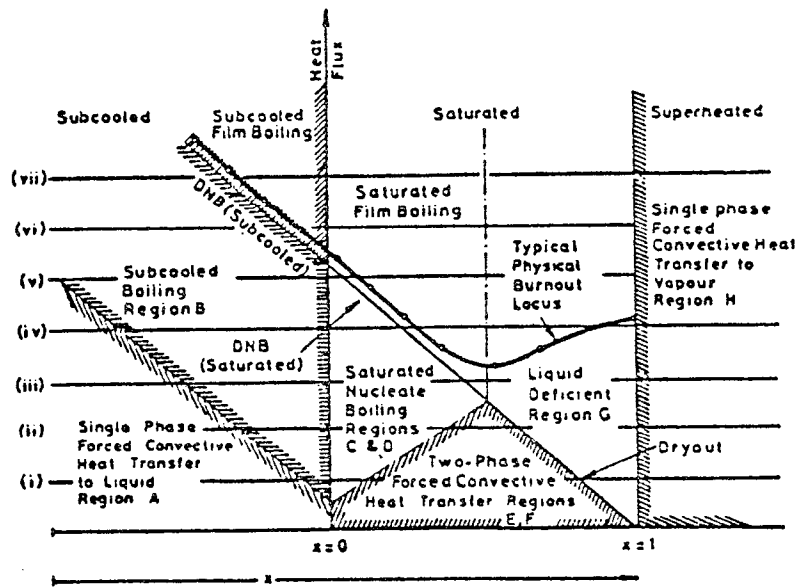 Heat
Flux
Subcooled
Subcooled
Film Boiling
Saturated
Superheated
(vii)
(vi)
(v)
(iv)
(iii)
(ii)
(i)
DNB (Subcooled)
Saturated
Film Boiling
Single phase
Forced
Convective Heat
Transfer to
Vapour
Region H
Typical
Physical
Burnout
Locus
Subcooled
Boiling
Region B
DNB
(Saturated)
Saturated
Nucleate
Boiling
Regions
C & D
Liquid
Deficient
Region G
Single Phase
Forced Convective
Heat Transfer
to Liquid
Region A
Two-Phase
Forced Convective
Heat Transfer Regions
E, F
Dryout
x=0
x=1
x